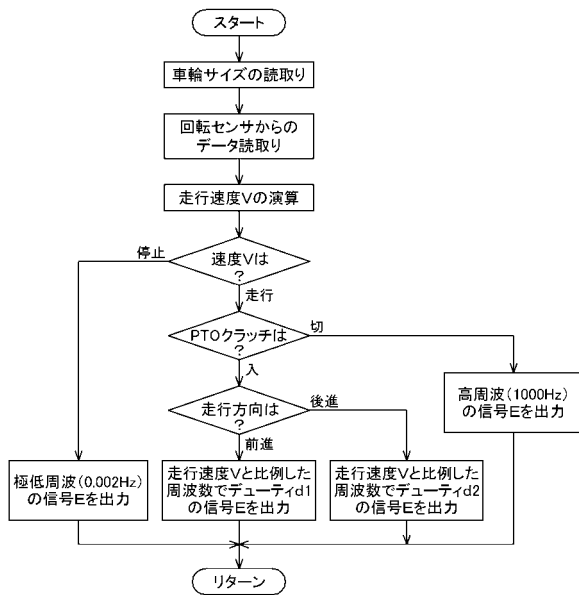 スタート
車輪サイズの読取り
回転センサからの
データ読取り
走行速度Vの演算
速度Vは
?
停止
走行
PTOクラッチは
?
切
入
走行方向は
?
後進
前進
高周波(1000Hz)
の信号Eを出力
極低周波(0.002Hz)
の信号Eを出力
走行速度Vと比例した
周波数でデューティd1
の信号Eを出力
走行速度Vと比例した
周波数でデューティd2
の信号Eを出力
リターン